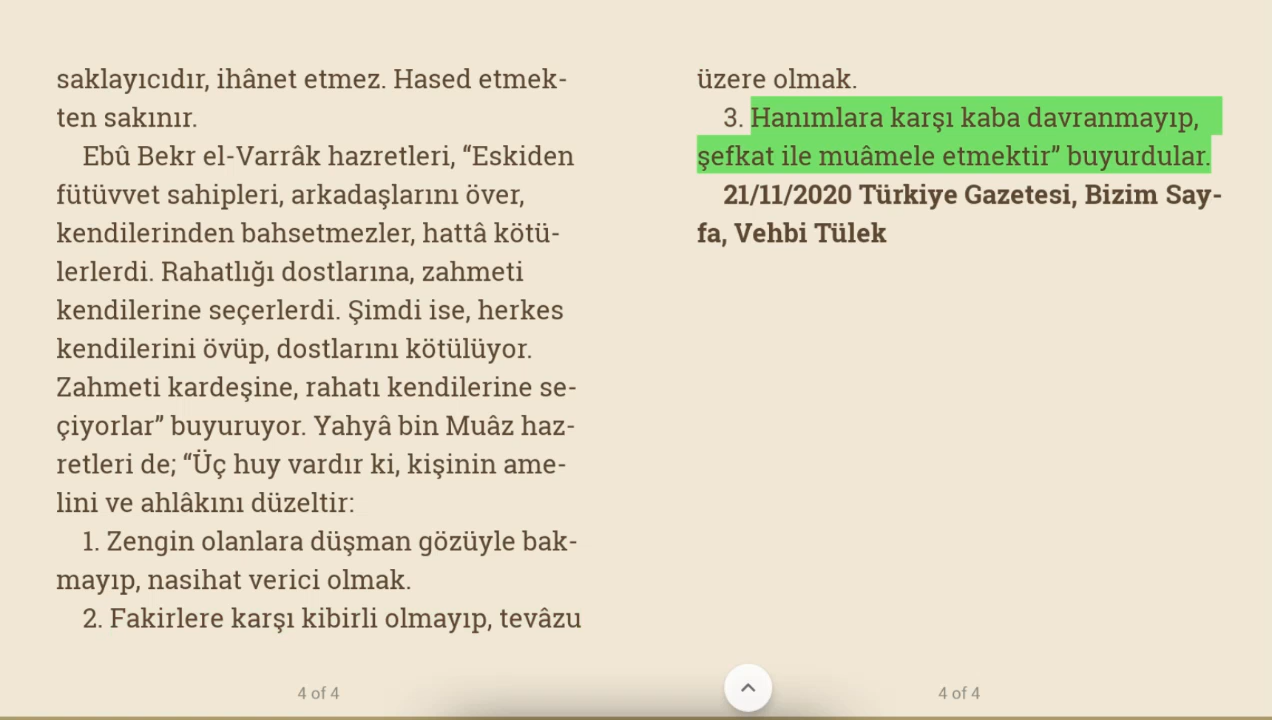 saklayıcıdır, ihânet etmez. Hased etmek-
ten sakınır.
Ebû Bekr el-Varrâk hazretleri, “Eskiden
fütüvvet sahipleri, arkadaşlarını över,
kendilerinden bahsetmezler, hattâ kötü-
lerlerdi. Rahatlığı dostlarına, zahmeti
kendilerine seçerlerdi. Şimdi ise, herkes
kendilerini övüp, dostlarını kötülüyor.
Zahmeti kardeşine, rahatı kendilerine se-
çiyorlar” buyuruyor. Yahyâ bin Muâz haz-
retleri de; “Üç huy vardır ki, kişinin ame-
lini ve ahlâkını düzeltir:
1. Zengin olanlara düşman gözüyle bak-
mayıp, nasihat verici olmak.
2. Fakirlere karşı kibirli olmayıp, tevâzu
4 of 4
üzere olmak.
3. Hanımlara karşı kaba davranmayıp,
şefkat ile muâmele etmektir” buyurdular.
21/11/2020 Türkiye Gazetesi, Bizim Say-
fa, Vehbi Tülek
4 of 4